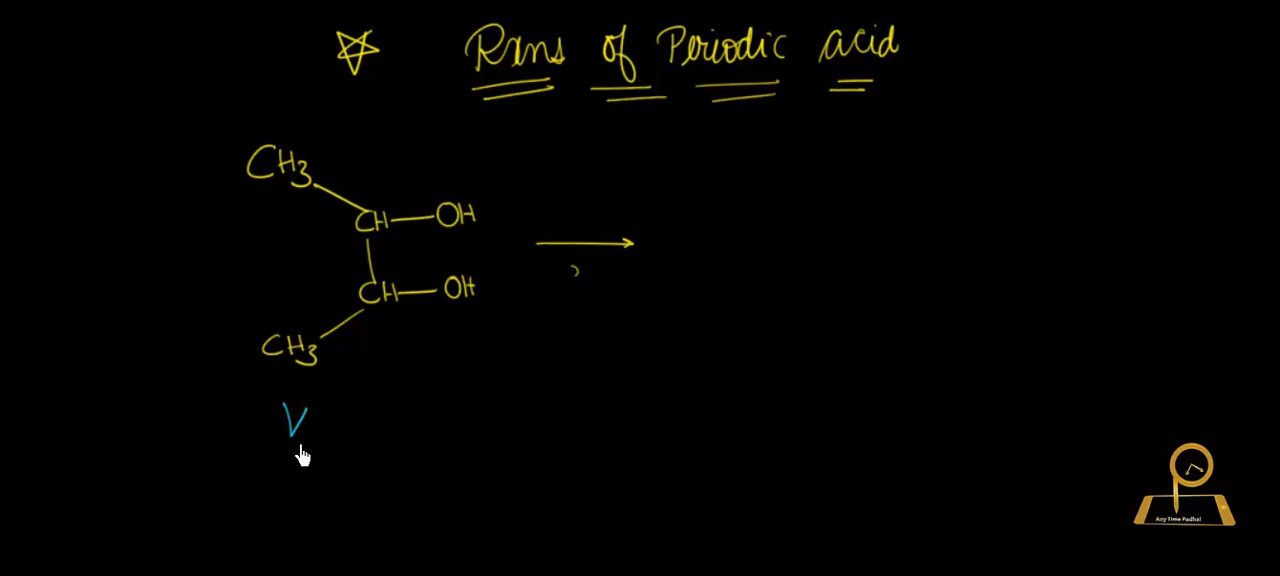 Rxns of Periodic acid
CH3
CH—OH
CH—OH
CH3
V
Any Time Padhai